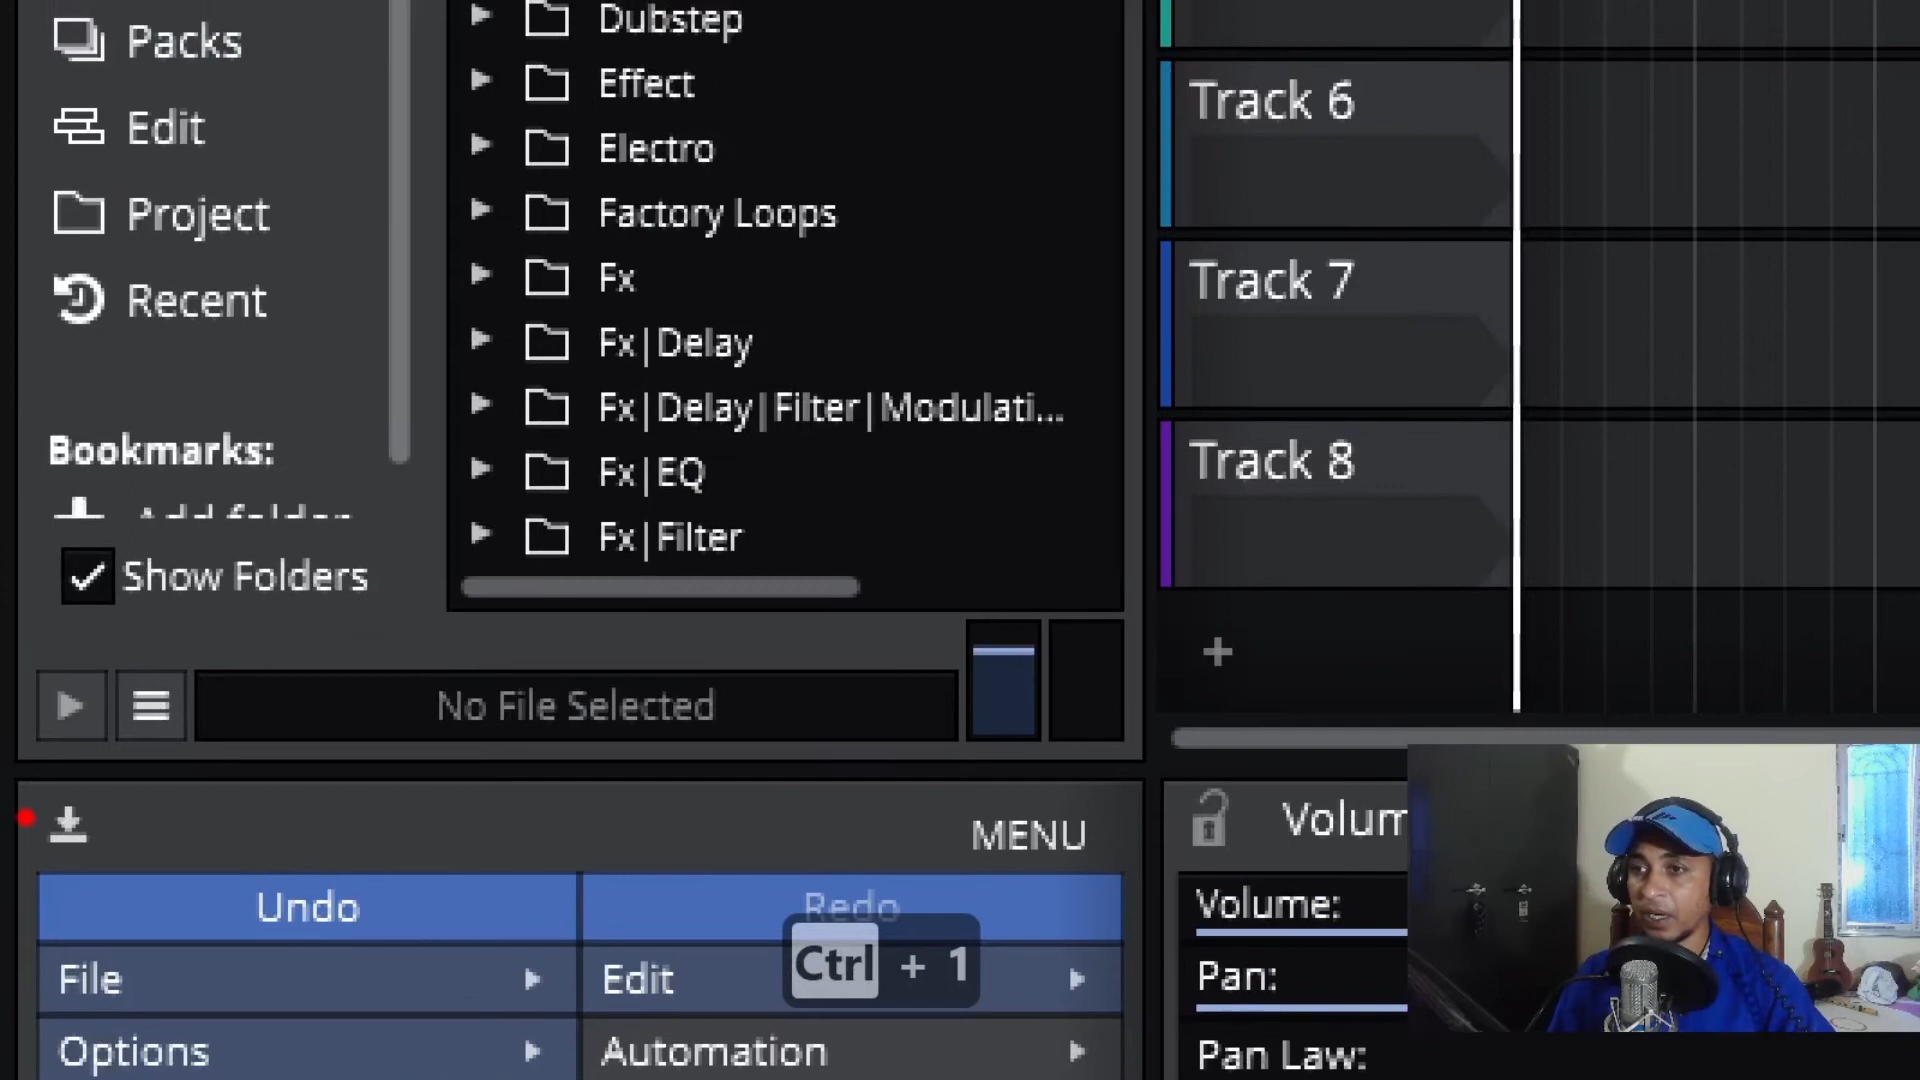 Packs
Edit
Project
Recent
Bookmarks:
Add folder
Show Folders
Dubstep
Effect
Electro
Factory Loops
Fx
Fx|Delay
Fx|Delay|Filter|Modulati...
Fx|EQ
Fx|Filter
No File Selected
Track 6
Track 7
Track 8
+
MENU
Undo
Redo
File
Edit
Options
Automation
Ctrl + 1
Volum
Volume:
Pan:
Pan Law: